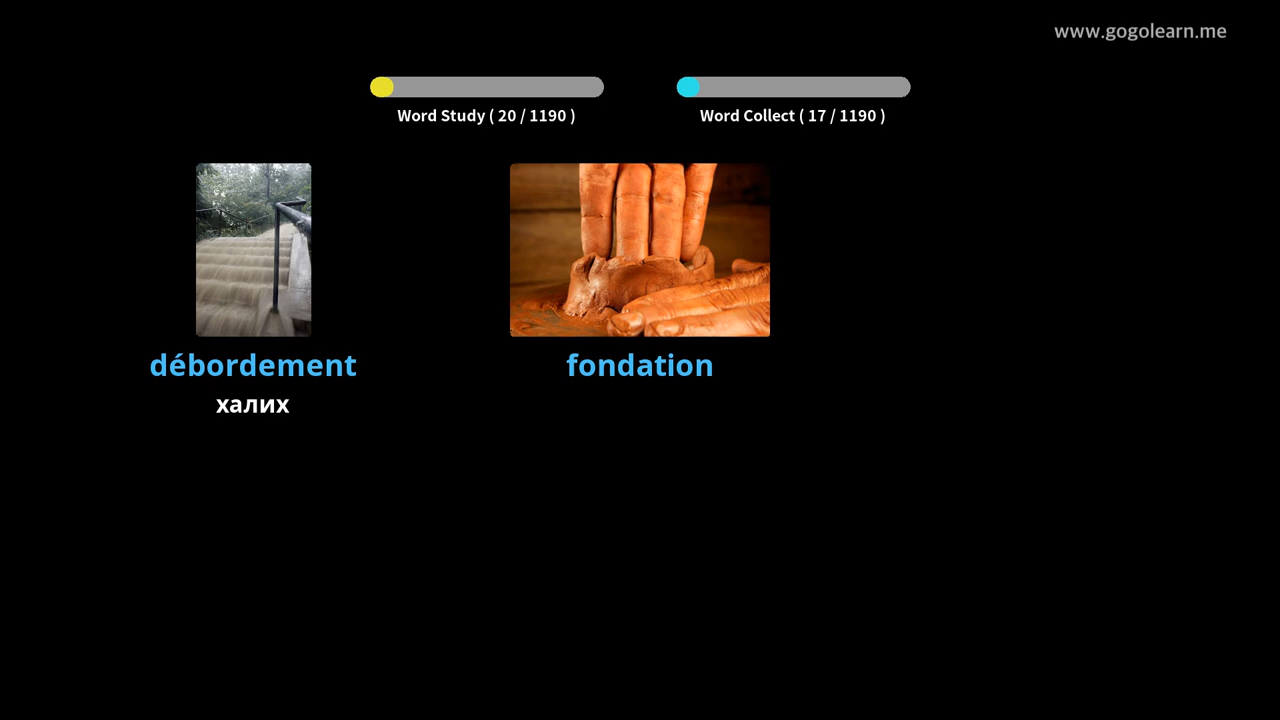 www.gogolearn.me
Word Study ( 20 / 1190 )
Word Collect ( 17 / 1190 )
débordement
fondation
халих